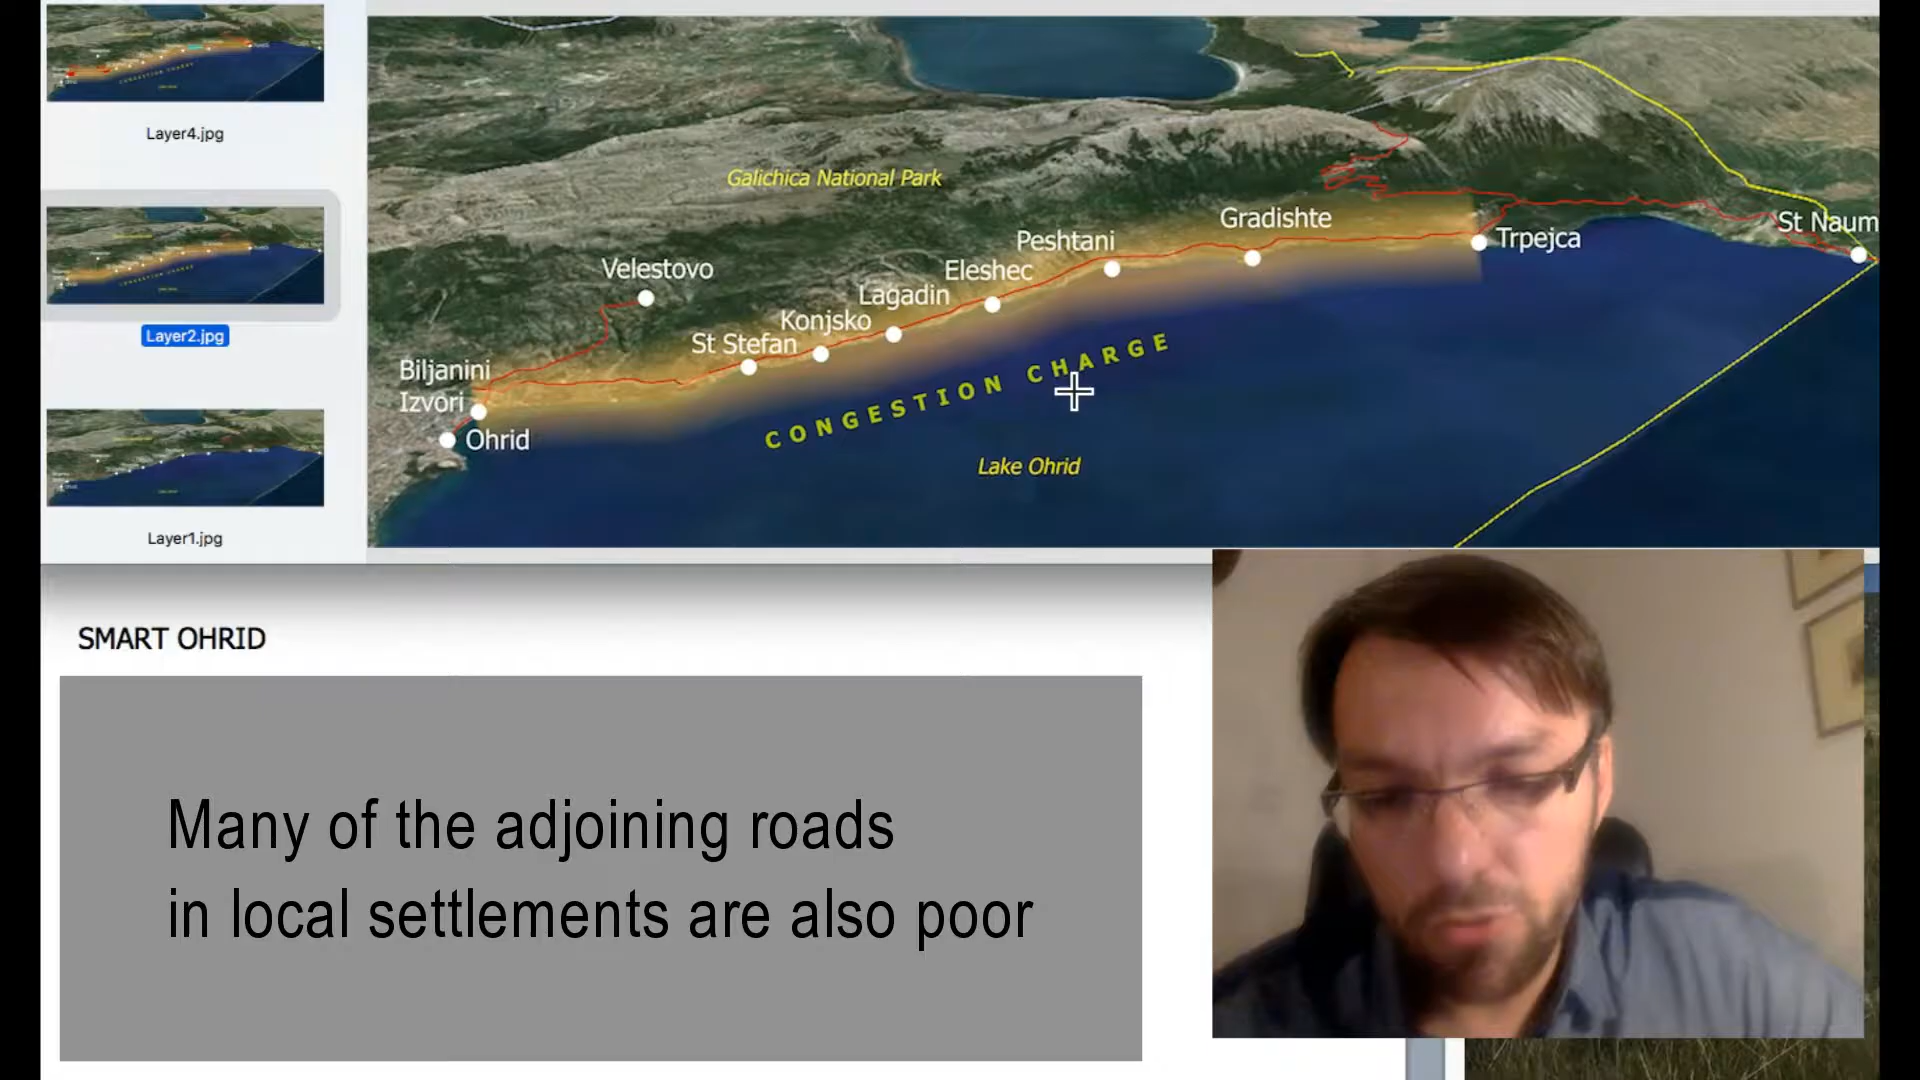 Layer4.jpg
Layer2.jpg
Layer1.jpg
Galichica National Park
Gradishte
St Naum
Trpejca
Peshtani
Velestovo
Eleshec
Lagadin
Konjsko
St Stefan
Biljanini
Izvori
Ohrid
CONGESTION CHARGE
Lake Ohrid
SMART OHRID
Many of the adjoining roads
in local settlements are also poor